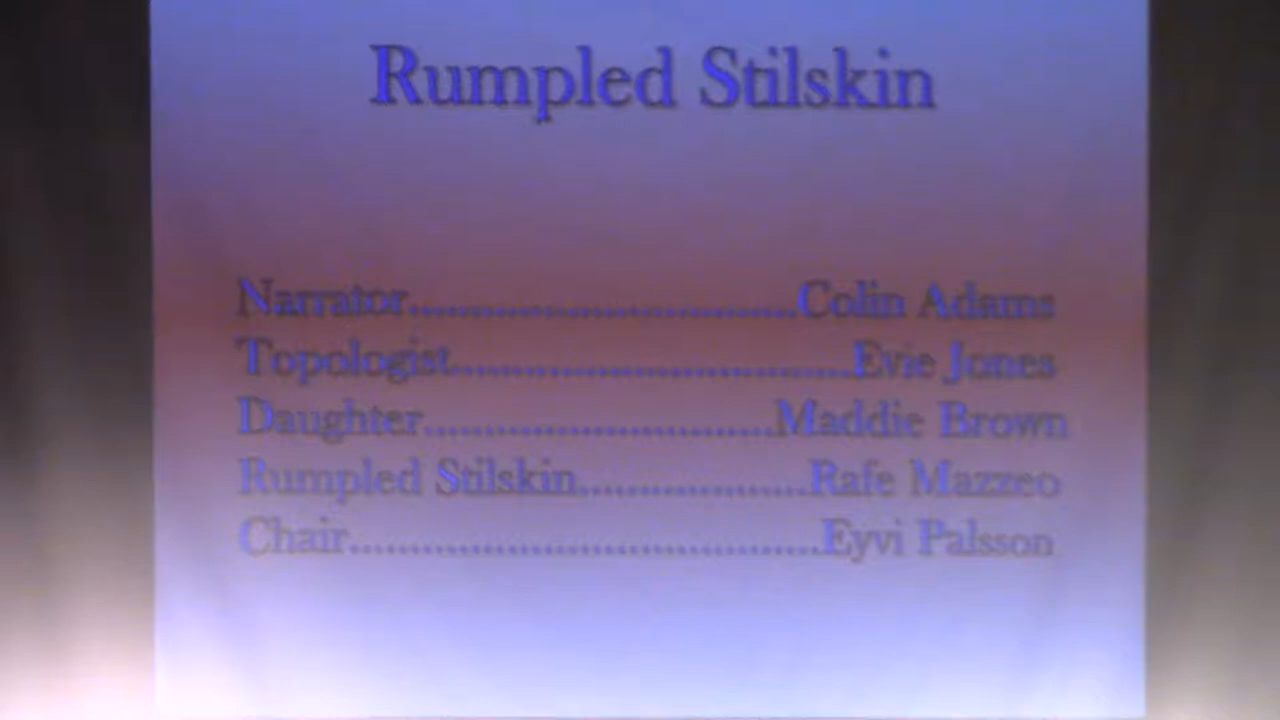 Rumpled Stilskin
Narrator................................Colin Adams
Topologist.................................Evie Jones
Daughter.............................Maddie Brown
Rumpled Stilskin...................Rafe Mazzeo
Chair.......................................Eyvi Palsson